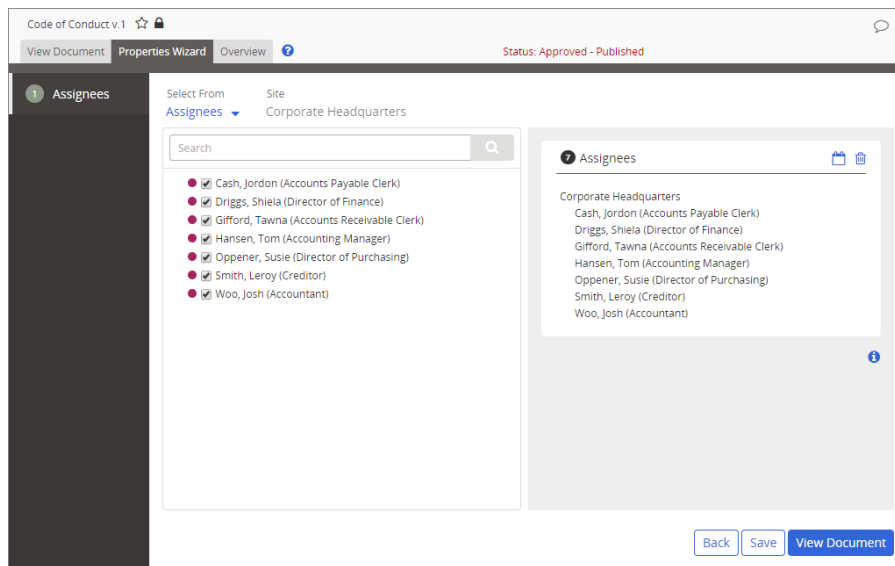 Code of Conduct v.1
View Document Properties Wizard Overview ? Status: Approved - Published
1 Assignees
Select From Site
Assignees Corporate Headquarters
Search
Cash, Jordon (Accounts Payable Clerk)
Driggs, Shiela (Director of Finance)
Gifford, Tawna (Accounts Receivable Clerk)
Hansen, Tom (Accounting Manager)
Oppener, Susie (Director of Purchasing)
Smith, Leroy (Creditor)
Woo, Josh (Accountant)
7 Assignees
Corporate Headquarters
Cash, Jordon (Accounts Payable Clerk)
Driggs, Shiela (Director of Finance)
Gifford, Tawna (Accounts Receivable Clerk)
Hansen, Tom (Accounting Manager)
Oppener, Susie (Director of Purchasing)
Smith, Leroy (Creditor)
Woo, Josh (Accountant)
Back Save View Document